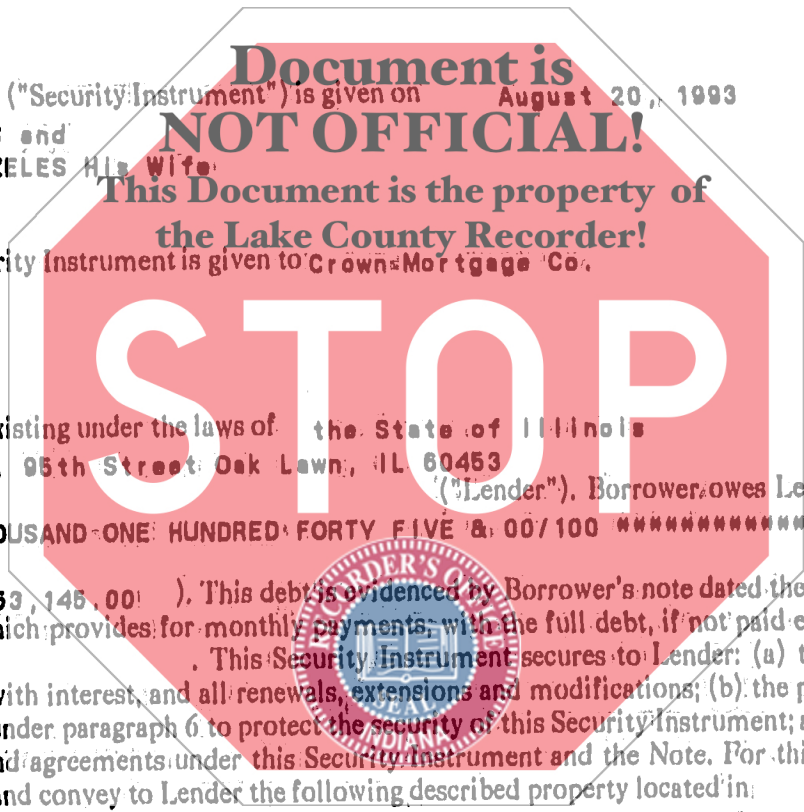 Document is
("Security Instrument") is given on August 20, 1993
and
NOT OFFICIAL!
ELES His Wife
This Document is the property of
the Lake County Recorder!
rity Instrument is given to Crown Mortgage Co.
STOP
xisting under the laws of the State of Illinois
95th Street Oak Lawn, IL 60453
("Lender"). Borrower owes Le
OUSAND ONE HUNDRED FORTY FIVE & 00/100 ############
53,145.00 ). This debt is evidenced by Borrower's note dated the
hich provides for monthly payments, with the full debt, if not paid e
. This Security Instrument secures to Lender: (a) t
with interest, and all renewals, extensions and modifications; (b) the p
nder paragraph 6 to protect the security of this Security Instrument; a
nd agreements under this Security Instrument and the Note. For thi
nd convey to Lender the following described property located in
RECORDER'S OFFICE
SEAL
INDIANA